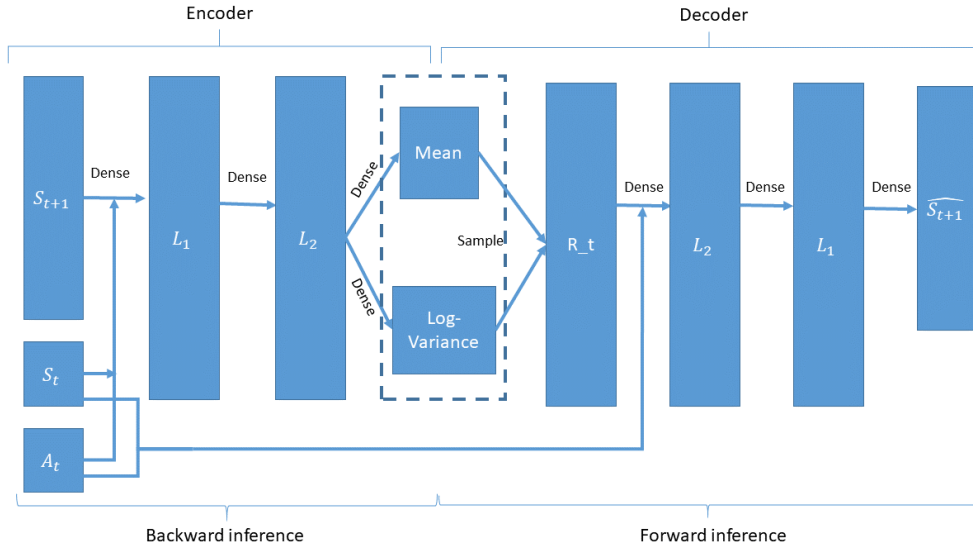 Encoder
Decoder
S_{t+1}
Dense
L_1
Dense
L_2
Dense
Dense
Mean
Log-
Variance
Sample
R_t
Dense
L_2
Dense
L_1
Dense
\widehat{S_{t+1}}
S_t
A_t
Backward inference
Forward inference